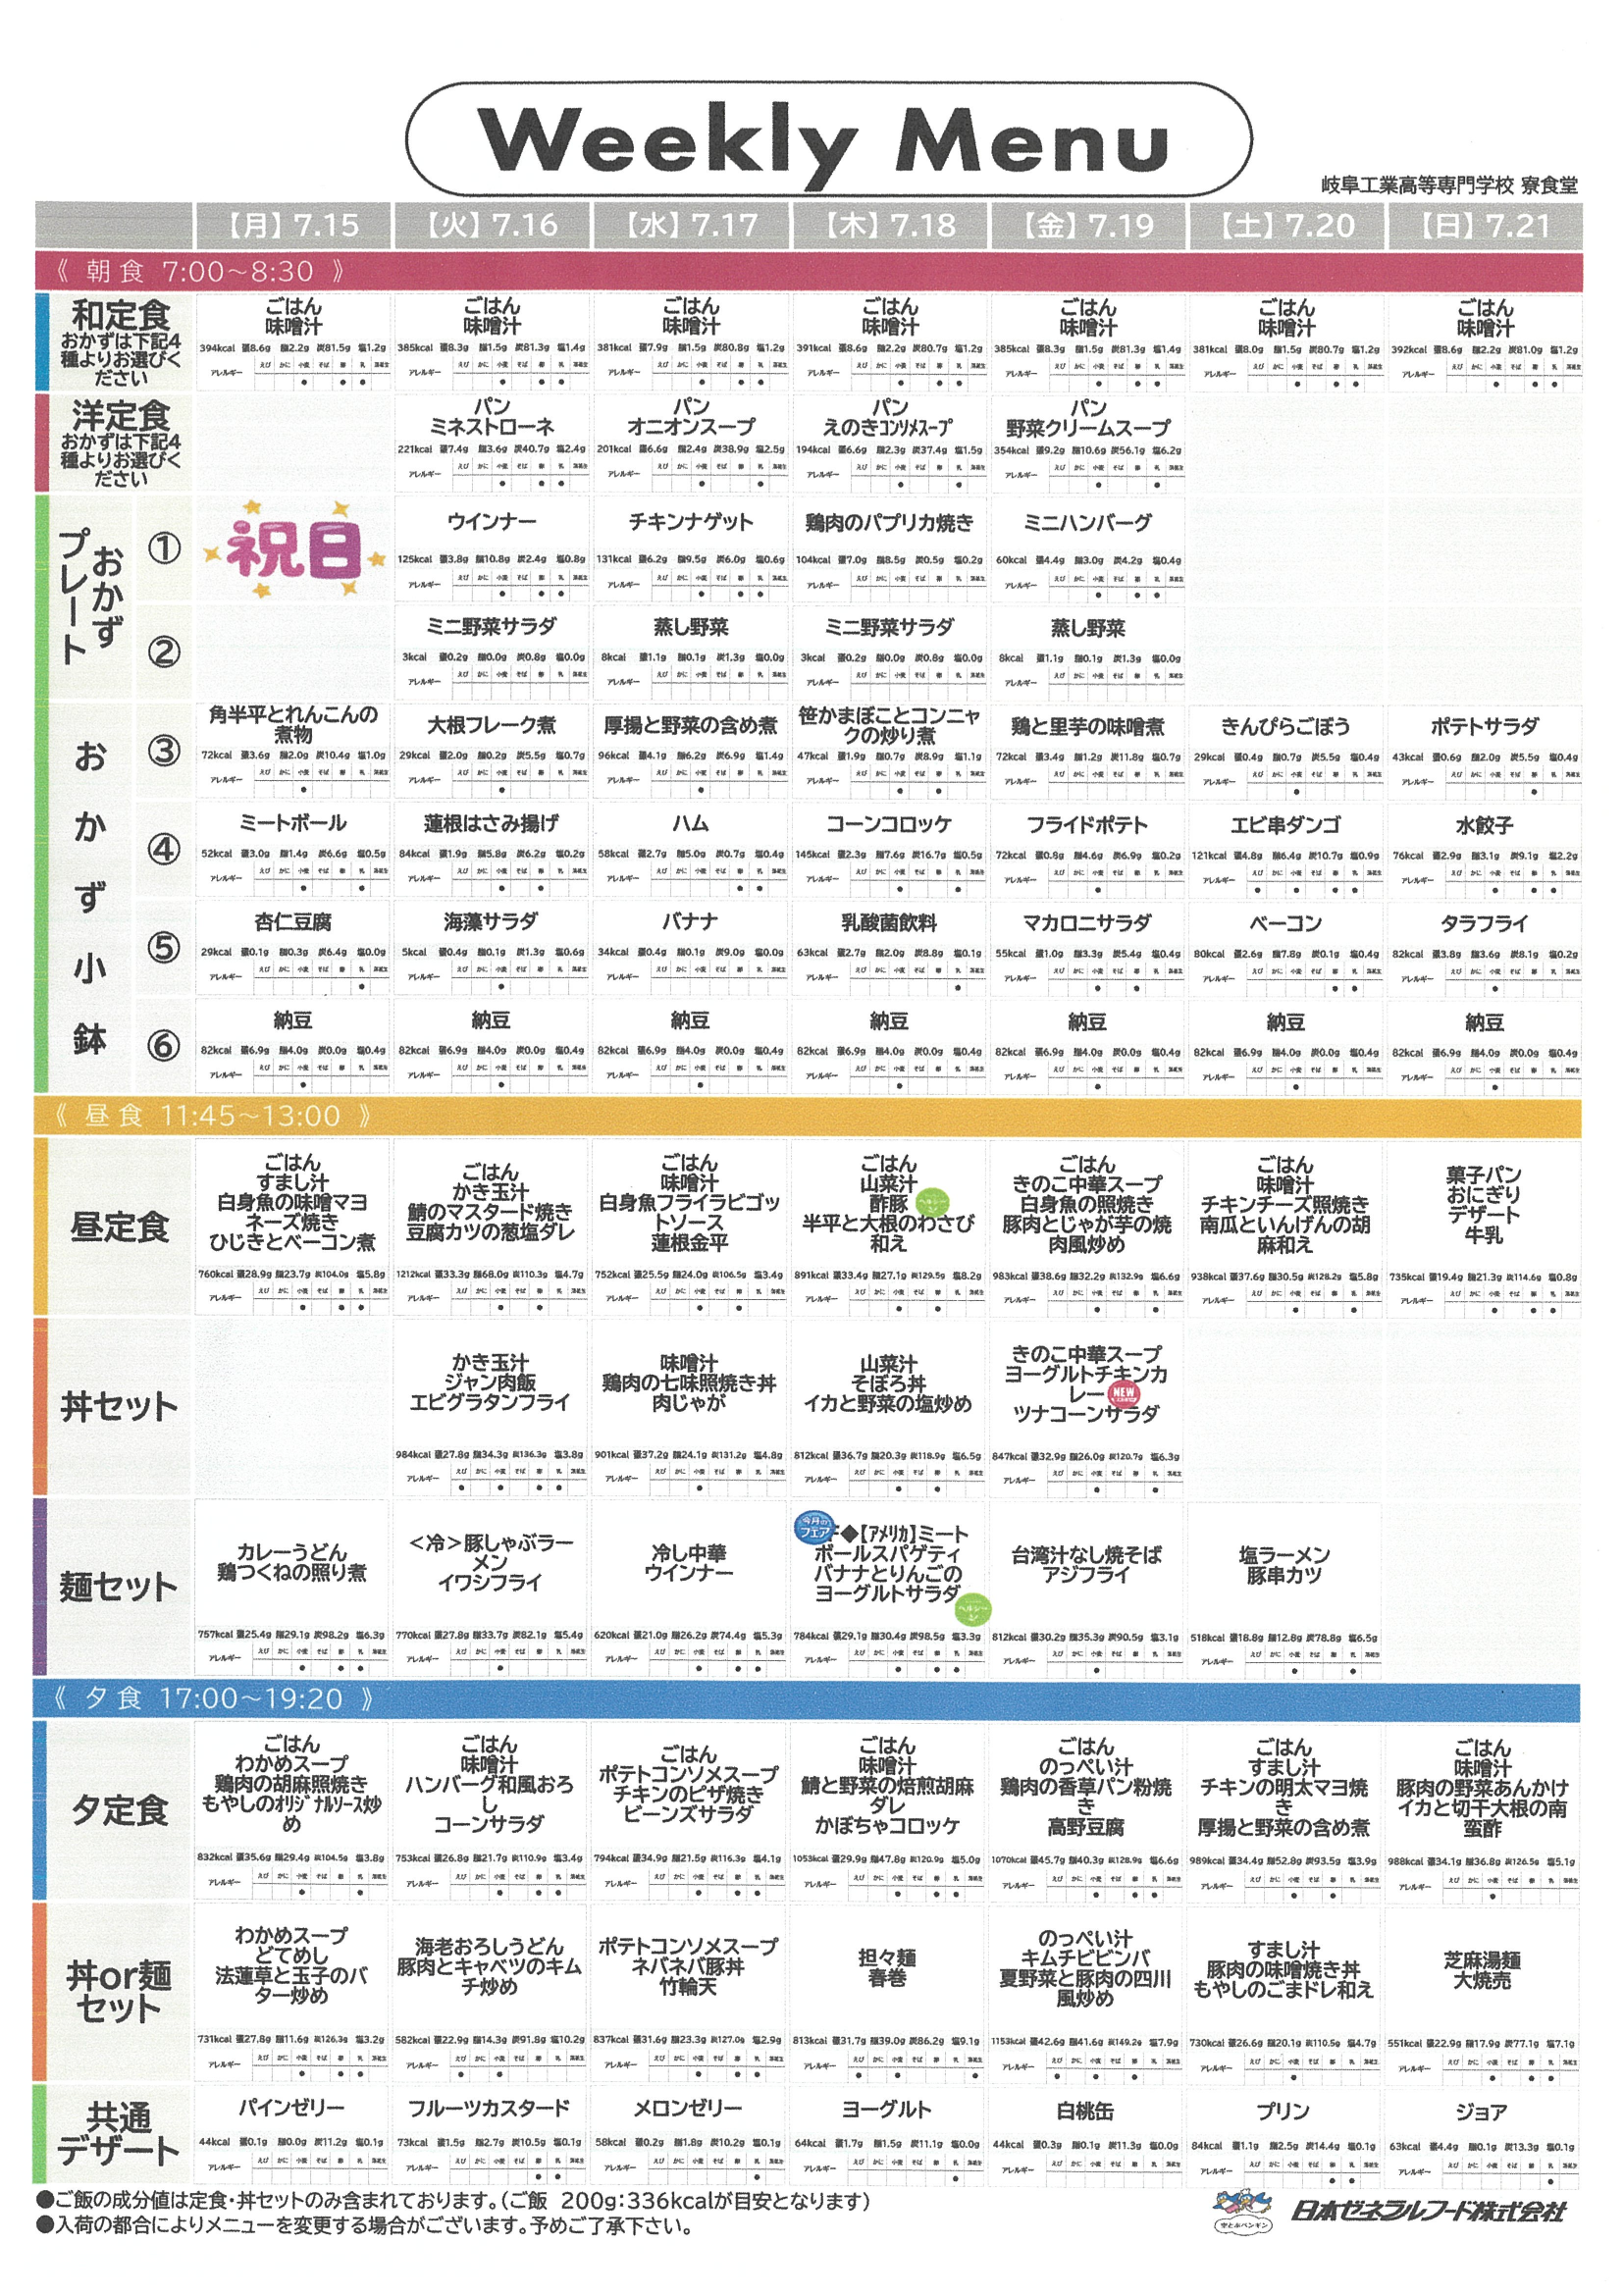 Weekly Menu
岐阜工業高等専門学校 寮食堂
【月】7.15 【火】7.16 【水】7.17 【木】7.18 【金】7.19 【土】7.20 【日】7.21
《 朝食 7:00～8:30 》
和定食
おかずは下記4
種よりお選びく
ださい
ごはん ごはん ごはん ごはん ごはん ごはん ごはん
味噌汁 味噌汁 味噌汁 味噌汁 味噌汁 味噌汁 味噌汁
394kcal 蛋8.6g 脂2.2g 炭81.5g 塩1.2g
385kcal 蛋8.3g 脂1.5g 炭81.3g 塩1.4g
381kcal 蛋7.9g 脂1.5g 炭80.8g 塩1.2g
391kcal 蛋8.6g 脂2.2g 炭80.7g 塩1.2g
385kcal 蛋8.3g 脂1.5g 炭81.3g 塩1.4g
381kcal 蛋8.0g 脂1.5g 炭80.7g 塩1.2g
392kcal 蛋8.6g 脂2.2g 炭81.0g 塩1.2g
洋定食
おかずは下記4
種よりお選びく
ださい
パン
ミネストローネ
221kcal 蛋7.4g 脂3.6g 炭40.7g 塩2.4g
パン
オニオンスープ
201kcal 蛋6.6g 脂2.4g 炭38.9g 塩2.5g
パン
えのきコンソメスープ
194kcal 蛋6.6g 脂2.3g 炭37.4g 塩1.5g
パン
野菜クリームスープ
354kcal 蛋9.2g 脂10.6g 炭56.1g 塩6.2g
おかずプレート
①
祝日
ウインナー
125kcal 蛋3.8g 脂10.8g 炭2.4g 塩0.8g
チキンナゲット
131kcal 蛋6.2g 脂9.5g 炭6.0g 塩0.6g
鶏肉のパプリカ焼き
104kcal 蛋7.0g 脂8.5g 炭0.5g 塩0.2g
ミニハンバーグ
60kcal 蛋4.4g 脂3.0g 炭4.2g 塩0.4g
②
ミニ野菜サラダ
3kcal 蛋0.2g 脂0.0g 炭0.8g 塩0.0g
蒸し野菜
8kcal 蛋1.1g 脂0.1g 炭1.3g 塩0.0g
ミニ野菜サラダ
3kcal 蛋0.2g 脂0.0g 炭0.8g 塩0.0g
蒸し野菜
8kcal 蛋1.1g 脂0.1g 炭1.3g 塩0.0g
おかず小鉢
③
角半平とれんこんの
煮物
72kcal 蛋3.6g 脂2.0g 炭10.4g 塩1.0g
大根フレーク煮
29kcal 蛋2.0g 脂0.2g 炭5.5g 塩0.7g
厚揚と野菜の含め煮
96kcal 蛋4.1g 脂6.2g 炭6.9g 塩1.4g
笹かまぼことコンニャ
クの炒り煮
47kcal 蛋1.9g 脂0.7g 炭8.9g 塩1.1g
鶏と里芋の味噌煮
72kcal 蛋3.4g 脂1.2g 炭11.8g 塩0.7g
きんぴらごぼう
29kcal 蛋0.4g 脂0.7g 炭5.5g 塩0.4g
ポテトサラダ
43kcal 蛋0.6g 脂2.0g 炭5.5g 塩0.4g
④
ミートボール
52kcal 蛋3.0g 脂1.4g 炭6.6g 塩0.5g
蓮根はさみ揚げ
84kcal 蛋1.9g 脂5.8g 炭6.2g 塩0.2g
ハム
58kcal 蛋2.7g 脂5.0g 炭0.7g 塩0.4g
コーンコロッケ
145kcal 蛋2.3g 脂7.6g 炭16.7g 塩0.5g
フライドポテト
72kcal 蛋0.8g 脂4.6g 炭6.9g 塩0.2g
エビ串ダンゴ
121kcal 蛋4.8g 脂6.4g 炭10.7g 塩0.9g
水餃子
76kcal 蛋2.9g 脂3.1g 炭9.1g 塩2.2g
⑤
杏仁豆腐
29kcal 蛋0.1g 脂0.3g 炭6.4g 塩0.0g
海藻サラダ
5kcal 蛋0.4g 脂0.1g 炭1.3g 塩0.6g
バナナ
34kcal 蛋0.4g 脂0.1g 炭9.0g 塩0.0g
乳酸菌飲料
63kcal 蛋2.7g 脂2.0g 炭8.8g 塩0.1g
マカロニサラダ
55kcal 蛋1.0g 脂3.3g 炭5.4g 塩0.4g
ベーコン
80kcal 蛋2.6g 脂7.8g 炭0.1g 塩0.4g
タラフライ
82kcal 蛋3.8g 脂3.6g 炭8.1g 塩0.2g
⑥
納豆 納豆 納豆 納豆 納豆 納豆 納豆
82kcal 蛋6.9g 脂4.0g 炭0.0g 塩0.4g
82kcal 蛋6.9g 脂4.0g 炭0.0g 塩0.4g
82kcal 蛋6.9g 脂4.0g 炭0.0g 塩0.4g
82kcal 蛋6.9g 脂4.0g 炭0.0g 塩0.4g
82kcal 蛋6.9g 脂4.0g 炭0.0g 塩0.4g
82kcal 蛋6.9g 脂4.0g 炭0.0g 塩0.4g
82kcal 蛋6.9g 脂4.0g 炭0.0g 塩0.4g
《 昼食 11:45～13:00 》
昼定食
ごはん
すまし汁
白身魚の味噌マヨ
ネーズ焼き
ひじきとベーコン煮
760kcal 蛋28.9g 脂23.7g 炭104.0g 塩5.8g
ごはん
かき玉汁
鯖のマスタード焼き
豆腐カツの葱塩ダレ
1212kcal 蛋33.3g 脂68.0g 炭110.3g 塩4.7g
ごはん
味噌汁
白身魚フライラビゴッ
トソース
蓮根金平
752kcal 蛋25.5g 脂24.0g 炭106.5g 塩3.4g
ごはん
山菜汁
酢豚
ヘルシー
半平と大根のわさび
和え
891kcal 蛋33.4g 脂27.1g 炭129.5g 塩8.2g
ごはん
きのこ中華スープ
白身魚の照焼き
豚肉とじゃが芋の焼
肉風炒め
983kcal 蛋38.6g 脂32.2g 炭132.9g 塩6.6g
ごはん
味噌汁
チキンチーズ照焼き
南瓜といんげんの胡
麻和え
938kcal 蛋37.6g 脂30.5g 炭128.2g 塩5.8g
菓子パン
おにぎり
デザート
牛乳
735kcal 蛋19.4g 脂21.3g 炭114.6g 塩0.8g
丼セット
かき玉汁
ジャン肉飯
エビグラタンフライ
984kcal 蛋27.8g 脂34.3g 炭136.3g 塩3.8g
味噌汁
鶏肉の七味照焼き丼
肉じゃが
901kcal 蛋37.2g 脂24.1g 炭131.2g 塩4.8g
山菜汁
そぼろ丼
イカと野菜の塩炒め
812kcal 蛋36.7g 脂20.3g 炭118.9g 塩6.5g
きのこ中華スープ
ヨーグルトチキンカ
レー NEW
ツナコーンサラダ
847kcal 蛋32.9g 脂26.0g 炭120.7g 塩6.3g
麺セット
カレーうどん
鶏つくねの照り煮
757kcal 蛋25.4g 脂29.1g 炭98.2g 塩6.3g
＜冷＞豚しゃぶラー
メン
イワシフライ
770kcal 蛋27.8g 脂33.7g 炭82.1g 塩5.4g
冷し中華
ウインナー
620kcal 蛋21.0g 脂26.2g 炭74.4g 塩5.3g
今月の
フェア
◆【アメリカ】ミート
ボールスパゲティ
バナナとりんごの
ヨーグルトサラダ
ヘルシー
784kcal 蛋29.1g 脂30.4g 炭98.5g 塩3.3g
台湾汁なし焼そば
アジフライ
812kcal 蛋30.2g 脂35.3g 炭90.5g 塩3.1g
塩ラーメン
豚串カツ
518kcal 蛋18.8g 脂12.8g 炭78.8g 塩6.5g
《 夕食 17:00～19:20 》
夕定食
ごはん
わかめスープ
鶏肉の胡麻照焼き
もやしのオリジナルソース炒
め
832kcal 蛋35.6g 脂29.4g 炭104.5g 塩3.8g
ごはん
味噌汁
ハンバーグ和風おろ
し
コーンサラダ
753kcal 蛋26.8g 脂21.7g 炭110.9g 塩3.4g
ごはん
ポテトコンソメスープ
チキンのピザ焼き
ビーンズサラダ
794kcal 蛋34.9g 脂21.5g 炭116.3g 塩4.1g
ごはん
味噌汁
鯖と野菜の焙煎胡麻
ダレ
かぼちゃコロッケ
1053kcal 蛋29.9g 脂47.8g 炭120.9g 塩5.0g
ごはん
のっぺい汁
鶏肉の香草パン粉焼
き
高野豆腐
1070kcal 蛋45.7g 脂40.3g 炭128.9g 塩6.6g
ごはん
すまし汁
チキンの明太マヨ焼
き
厚揚と野菜の含め煮
989kcal 蛋34.4g 脂52.8g 炭93.5g 塩3.9g
ごはん
味噌汁
豚肉の野菜あんかけ
イカと切干大根の南
蛮酢
988kcal 蛋34.1g 脂36.8g 炭126.5g 塩5.1g
丼or麺
セット
わかめスープ
どてめし
法蓮草と玉子のバ
ター炒め
731kcal 蛋27.8g 脂11.6g 炭126.3g 塩3.2g
海老おろしうどん
豚肉とキャベツのキム
チ炒め
582kcal 蛋22.9g 脂14.3g 炭91.8g 塩10.2g
ポテトコンソメスープ
ネバネバ豚丼
竹輪天
837kcal 蛋31.6g 脂23.3g 炭127.0g 塩2.9g
担々麺
春巻
813kcal 蛋31.7g 脂39.0g 炭86.2g 塩9.1g
のっぺい汁
キムチビビンバ
夏野菜と豚肉の四川
風炒め
1153kcal 蛋42.6g 脂41.6g 炭149.2g 塩7.9g
すまし汁
豚肉の味噌焼き丼
もやしのごまドレ和え
730kcal 蛋26.6g 脂20.1g 炭110.5g 塩4.7g
芝麻湯麺
大焼売
551kcal 蛋22.9g 脂17.9g 炭77.1g 塩7.1g
共通
デザート
パインゼリー
44kcal 蛋0.1g 脂0.0g 炭11.2g 塩0.1g
フルーツカスタード
73kcal 蛋1.5g 脂2.7g 炭10.5g 塩0.1g
メロンゼリー
58kcal 蛋0.2g 脂1.8g 炭10.2g 塩0.1g
ヨーグルト
64kcal 蛋1.7g 脂1.5g 炭11.1g 塩0.0g
白桃缶
44kcal 蛋0.3g 脂0.1g 炭11.3g 塩0.0g
プリン
84kcal 蛋1.1g 脂2.5g 炭14.4g 塩0.1g
ジョア
63kcal 蛋4.4g 脂0.1g 炭13.3g 塩0.1g
●ご飯の成分値は定食・丼セットのみ含まれております。（ご飯 200g：336kcalが目安となります）
●入荷の都合によりメニューを変更する場合がございます。予めご了承下さい。
空とぶペンギン
日本ゼネラルフード株式会社